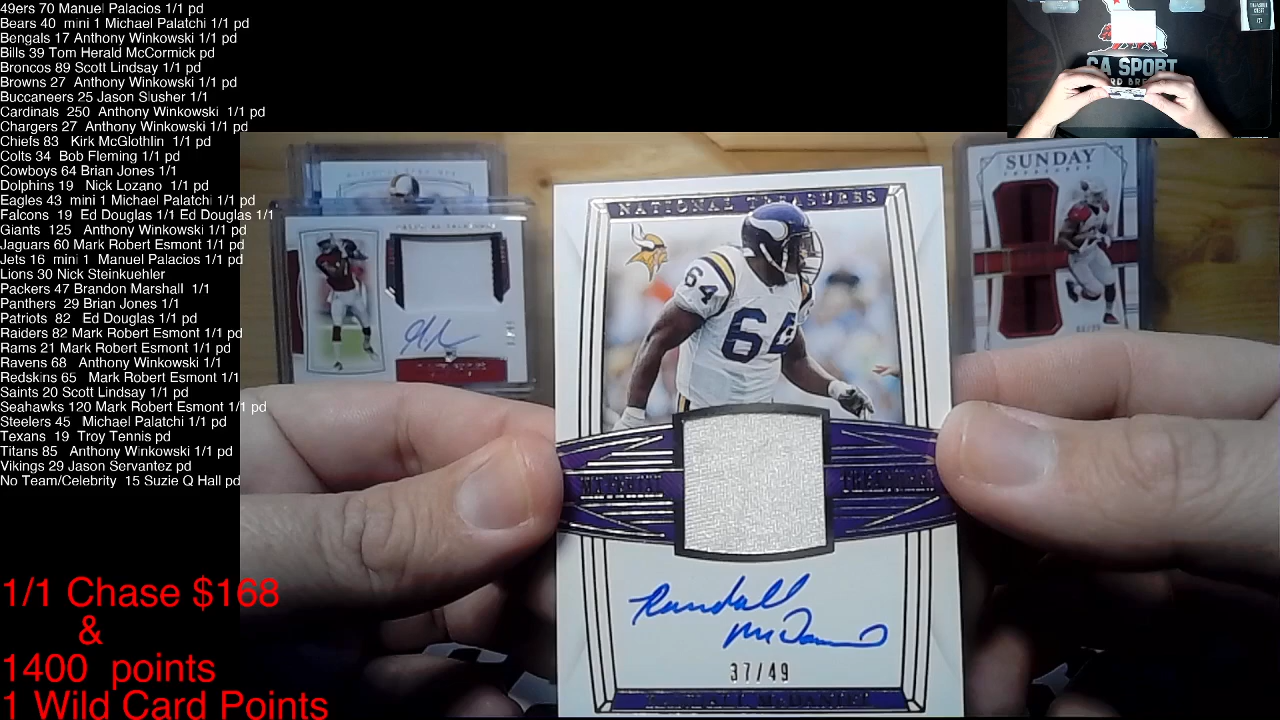 49ers 70 Manuel Palacios 1/1 pd
Bears 40 mini 1 Michael Palatchi 1/1 pd
Bengals 17 Anthony Winkowski 1/1 pd
Bills 39 Tom Herald McCormick pd
Broncos 89 Scott Lindsay 1/1 pd
Browns 27 Anthony Winkowski 1/1 pd
Buccaneers 25 Jason Slusher 1/1
Cardinals 250 Anthony Winkowski 1/1 pd
Chargers 27 Anthony Winkowski 1/1 pd
Chiefs 83 Kirk McGlothlin 1/1 pd
Colts 34 Bob Fleming 1/1 pd
Cowboys 64 Brian Jones 1/1
Dolphins 19 Nick Lozano 1/1 pd
Eagles 43 mini 1 Michael Palatchi 1/1 pd
Falcons 19 Ed Douglas 1/1 Ed Douglas 1/1
Giants 125 Anthony Winkowski 1/1 pd
Jaguars 60 Mark Robert Esmont 1/1 pd
Jets 16 mini 1 Manuel Palacios 1/1 pd
Lions 30 Nick Steinkuehler
Packers 47 Brandon Marshall 1/1
Panthers 29 Brian Jones 1/1
Patriots 82 Ed Douglas 1/1 pd
Raiders 82 Mark Robert Esmont 1/1 pd
Rams 21 Mark Robert Esmont 1/1 pd
Ravens 68 Anthony Winkowski 1/1
Redskins 65 Mark Robert Esmont 1/1
Saints 20 Scott Lindsay 1/1 pd
Seahawks 120 Mark Robert Esmont 1/1 pd
Steelers 45 Michael Palatchi 1/1 pd
Texans 19 Troy Tennis pd
Titans 85 Anthony Winkowski 1/1 pd
Vikings 29 Jason Servantez pd
No Team/Celebrity 15 Suzie Q Hall pd
1/1 Chase $168
&
1400 points
1 Wild Card Points
CA SPORT
SUNDAY
NATIONAL TREASURES
64
64
Randall
McDaniel
37/49